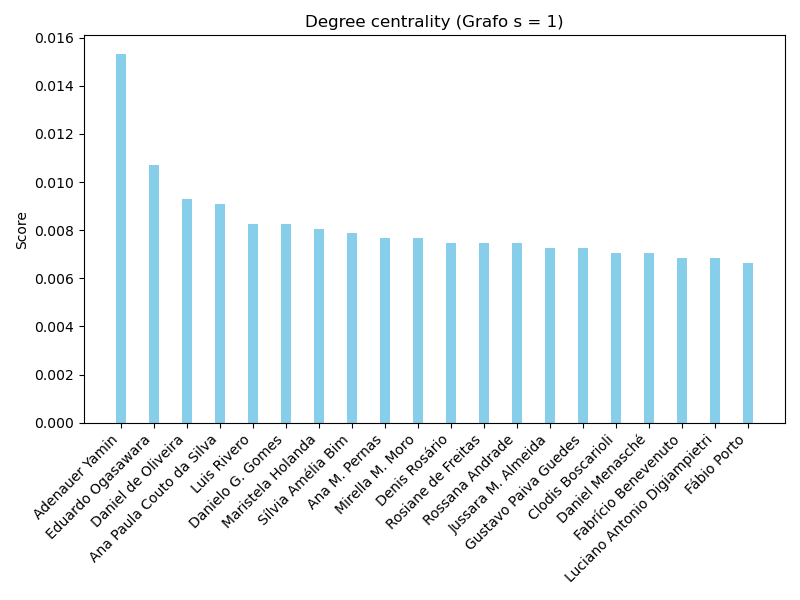 Degree centrality (Grafo s = 1)
Score
0.016
0.014
0.012
0.010
0.008
0.006
0.004
0.002
0.000
Adenauer Yamin
Eduardo Ogasawara
Daniel de Oliveira
Ana Paula Couto da Silva
Luis Rivero
Danielo G. Gomes
Maristela Holanda
Sílvia Amélia Bim
Ana M. Pernas
Mirella M. Moro
Denis Rosário
Rosiane de Freitas
Rossana Andrade
Jussara M. Almeida
Gustavo Paiva Guedes
Clodis Boscarioli
Daniel Menasché
Fabrício Benevenuto
Luciano Antonio Digiampietri
Fábio Porto